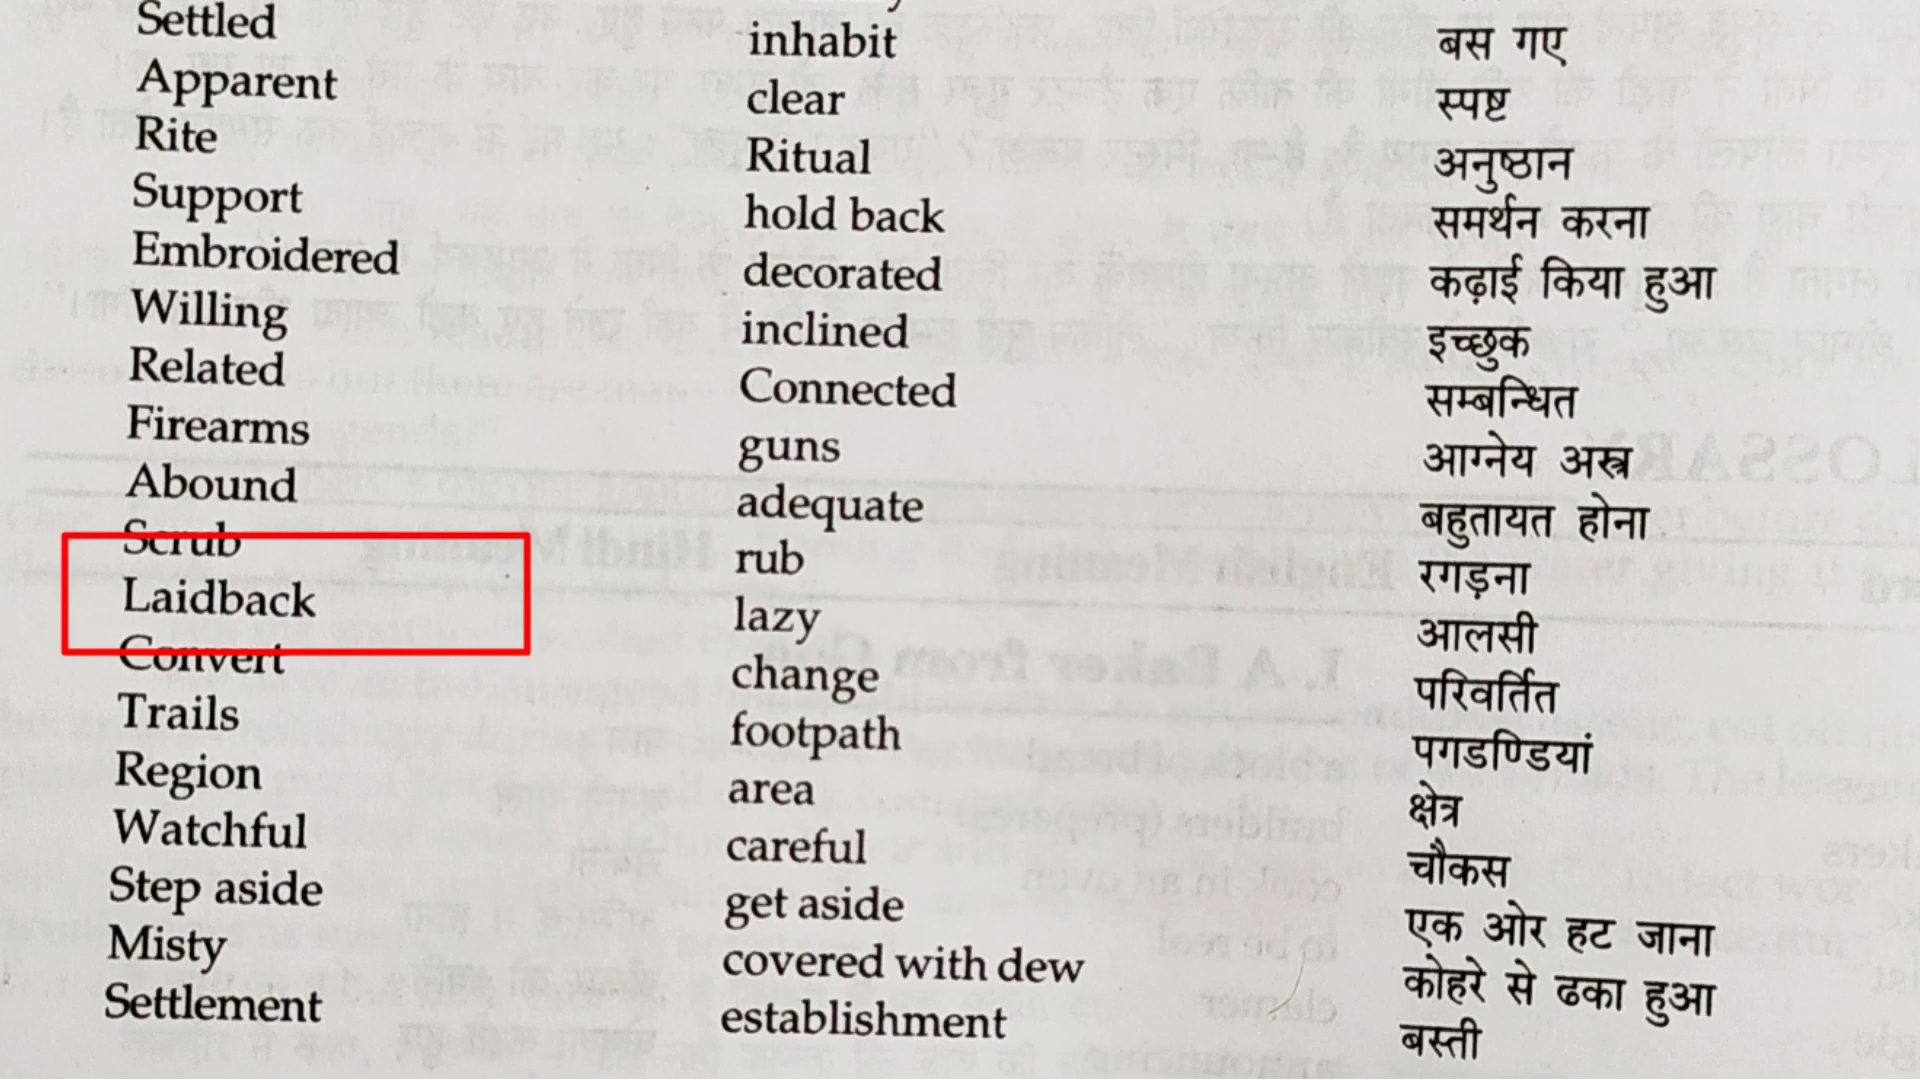 Settled inhabit बस गए
Apparent clear स्पष्ट
Rite Ritual अनुष्ठान
Support hold back समर्थन करना
Embroidered decorated कढ़ाई किया हुआ
Willing inclined इच्छुक
Related Connected सम्बन्धित
Firearms guns आग्नेय अस्त्र
Abound adequate बहुतायत होना
Scrub rub रगड़ना
Laidback lazy आलसी
Convert change परिवर्तित
Trails footpath पगडण्डियां
Region area क्षेत्र
Watchful careful चौकस
Step aside get aside एक ओर हट जाना
Misty covered with dew कोहरे से ढका हुआ
Settlement establishment बस्ती